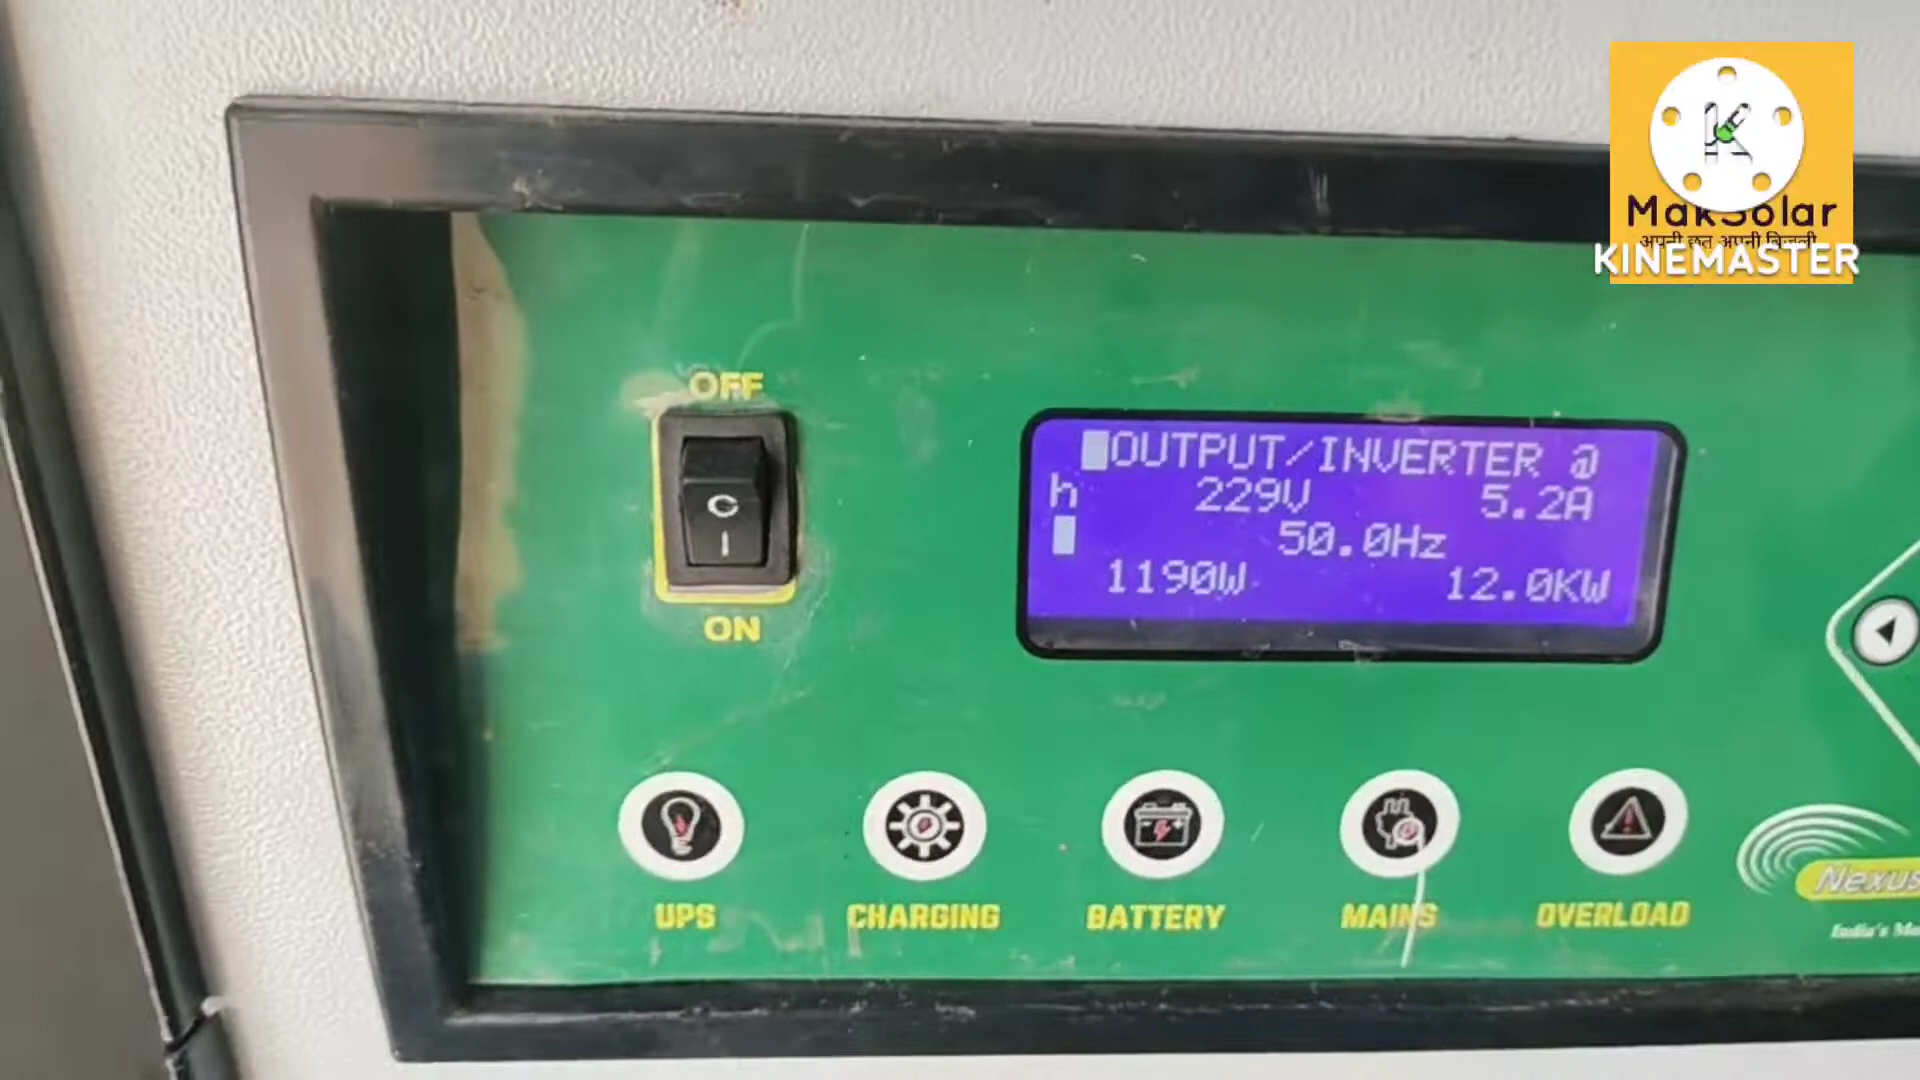 MakSolar
अपनी छत अपनी बिजली
KINEMASTER
OFF
ON
OUTPUT/INVERTER @
h 229V 5.2A
50.0Hz
1190W 12.0KW
UPS CHARGING BATTERY MAINS OVERLOAD
Nexus
India's